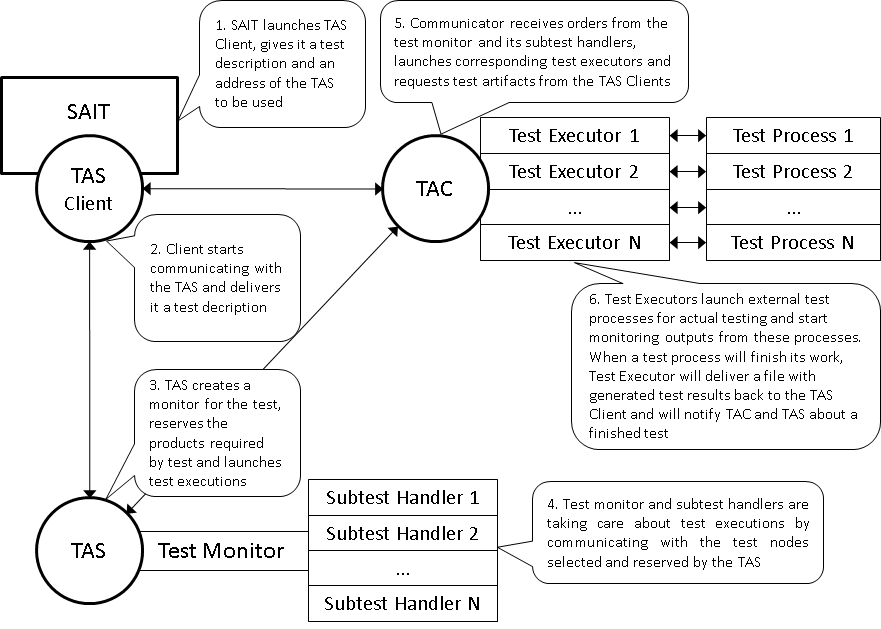 1. SAIT launches TAS
Client, gives it a test
description and an
address of the TAS
to be used
5. Communicator receives orders from the
test monitor and its subtest handlers,
launches corresponding test executors and
requests test artifacts from the TAS Clients
SAIT
TAS
Client
TAC
Test Executor 1
Test Process 1
Test Executor 2
Test Process 2
...
...
Test Executor N
Test Process N
2. Client starts
communicating with
the TAS and delivers
it a test decription
6. Test Executors launch external test
processes for actual testing and start
monitoring outputs from these processes.
When a test process will finish its work,
Test Executor will deliver a file with
generated test results back to the TAS
Client and will notify TAC and TAS about a
finished test
3. TAS creates a
monitor for the test,
reserves the
products required
by test and launches
test executions
TAS
Test Monitor
Subtest Handler 1
Subtest Handler 2
...
Subtest Handler N
4. Test monitor and subtest handlers are
taking care about test executions by
communicating with the test nodes
selected and reserved by the TAS